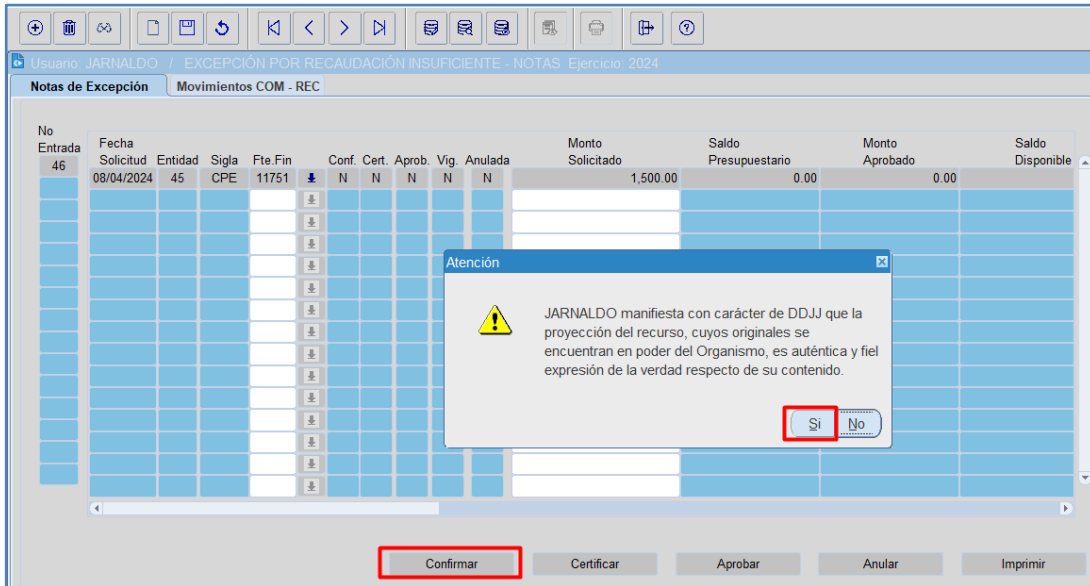 Usuario: JARNALDO / EXCEPCIÓN POR RECAUDACIÓN INSUFICIENTE - NOTAS Ejercicio: 2024
Notas de Excepción Movimientos COM - REC
No Entrada Fecha Solicitud Entidad Sigla Fte.Fin Conf. Cert. Aprob. Vig. Anulada Monto Solicitado Saldo Presupuestario Monto Aprobado Saldo Disponible
46 08/04/2024 45 CPE 11751 N N N N N 1,500.00 0.00 0.00
Atención
JARNALDO manifiesta con carácter de DDJJ que la
proyección del recurso, cuyos originales se
encuentran en poder del Organismo, es auténtica y fiel
expresión de la verdad respecto de su contenido.
Si No
Confirmar Certificar Aprobar Anular Imprimir